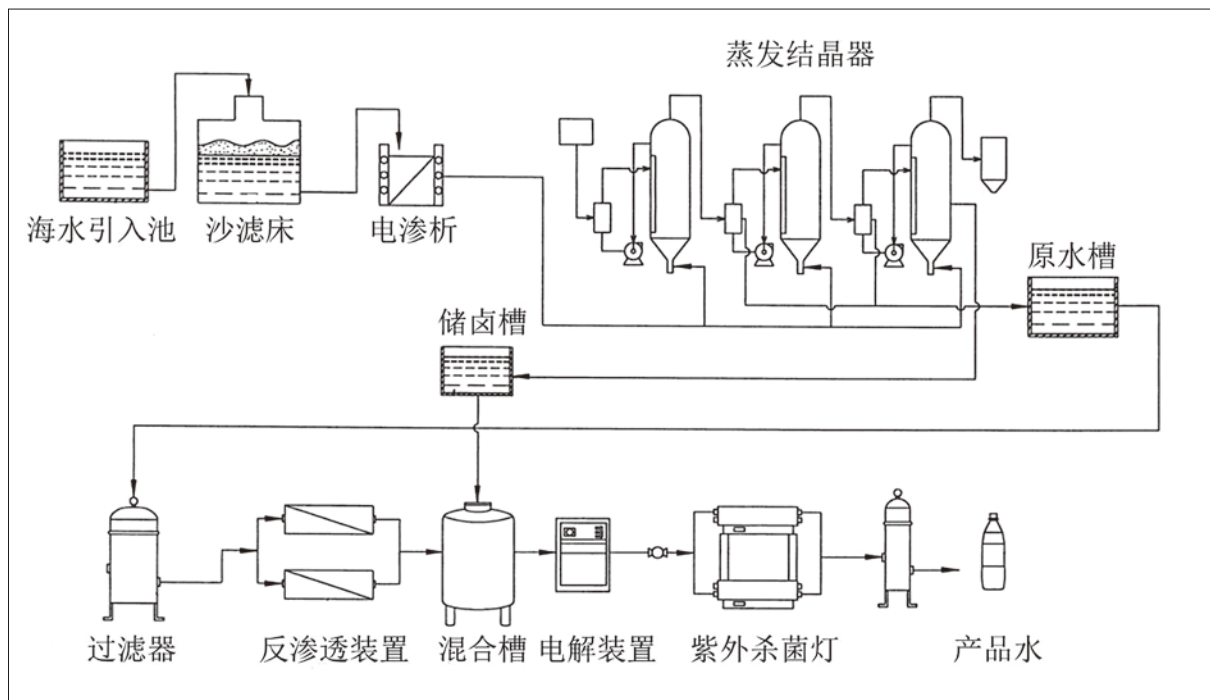 蒸发结晶器
海水引入池
沙滤床
电渗析
原水槽
储卤槽
过滤器
反渗透装置
混合槽
电解装置
紫外杀菌灯
产品水